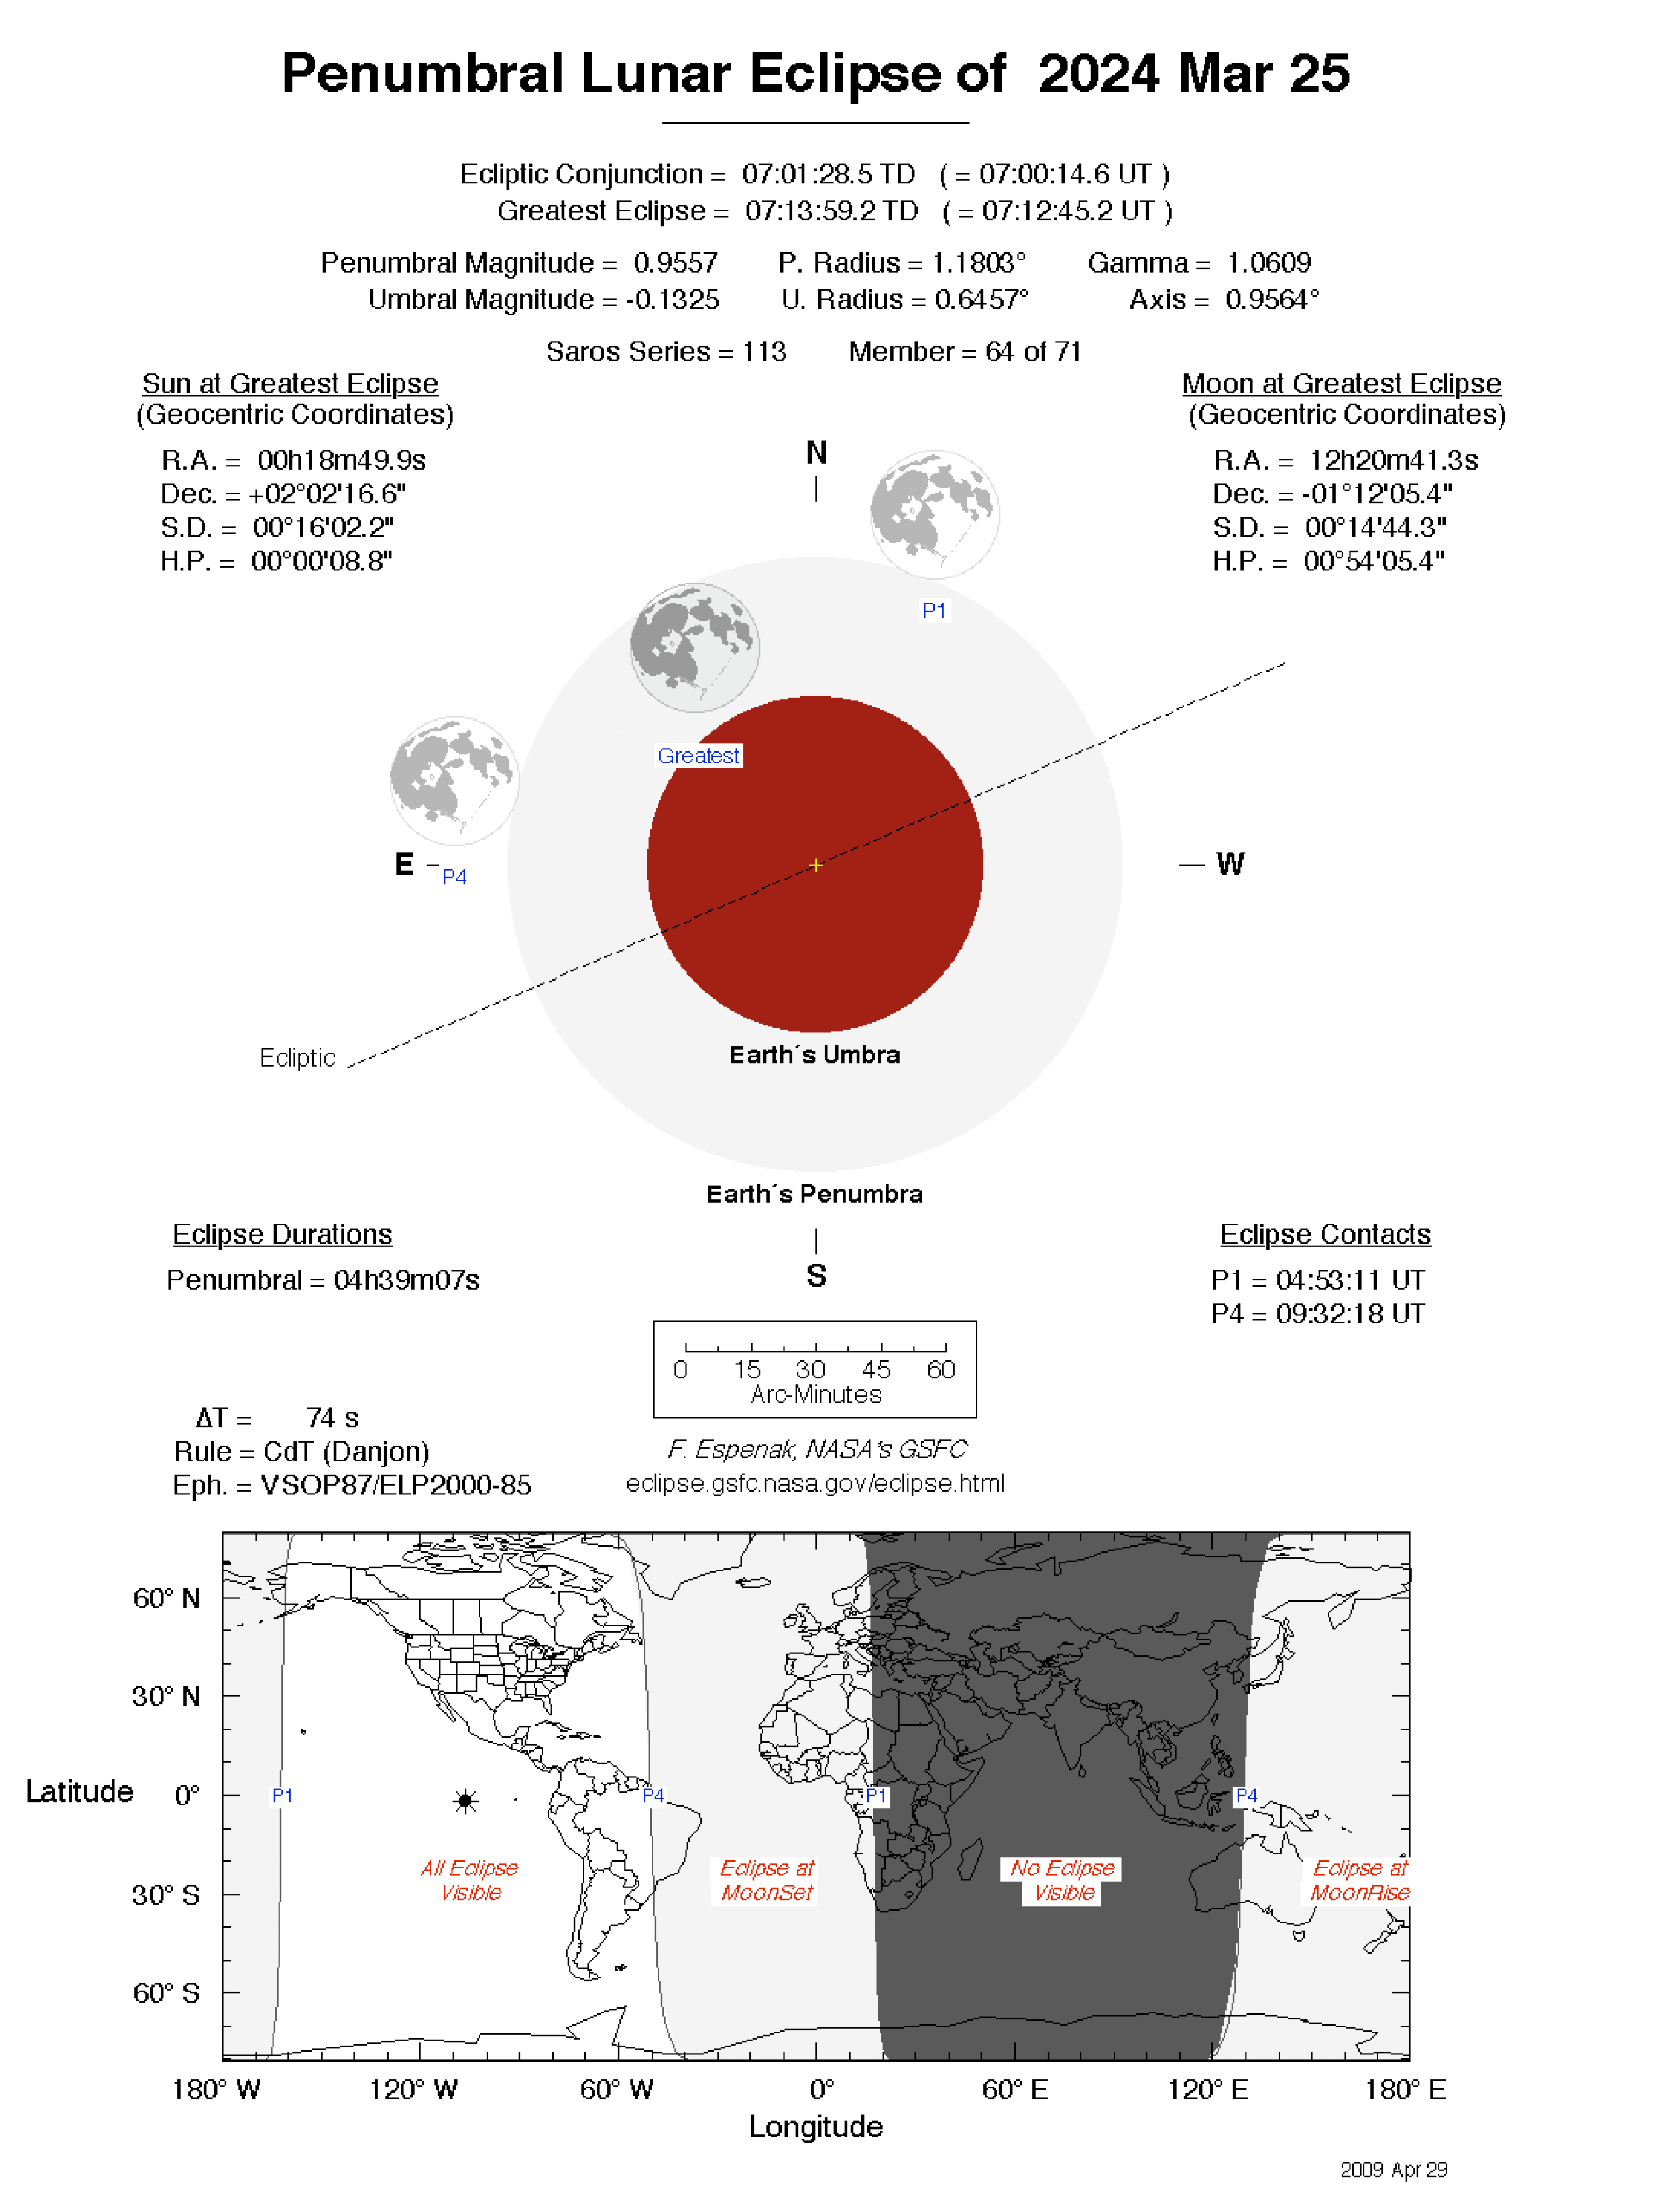 Penumbral Lunar Eclipse of 2024 Mar 25
Ecliptic Conjunction = 07:01:28.5 TD ( = 07:00:14.6 UT )
Greatest Eclipse = 07:13:59.2 TD ( = 07:12:45.2 UT )
Penumbral Magnitude = 0.9557 P. Radius = 1.1803° Gamma = 1.0609
Umbral Magnitude = -0.1325 U. Radius = 0.6457° Axis = 0.9564°
Saros Series = 113 Member = 64 of 71
Sun at Greatest Eclipse
(Geocentric Coordinates)
R.A. = 00h18m49.9s
Dec. = +02°02'16.6"
S.D. = 00°16'02.2"
H.P. = 00°00'08.8"
Moon at Greatest Eclipse
(Geocentric Coordinates)
R.A. = 12h20m41.3s
Dec. = -01°12'05.4"
S.D. = 00°14'44.3"
H.P. = 00°54'05.4"
N
P1
Greatest
E
P4
W
Ecliptic
Earth´s Umbra
Earth´s Penumbra
S
Eclipse Durations
Penumbral = 04h39m07s
Eclipse Contacts
P1 = 04:53:11 UT
P4 = 09:32:18 UT
0 15 30 45 60
Arc-Minutes
ΔT = 74 s
Rule = CdT (Danjon)
Eph. = VSOP87/ELP2000-85
F. Espenak, NASA's GSFC
eclipse.gsfc.nasa.gov/eclipse.html
60° N
30° N
Latitude 0°
30° S
60° S
P1 P4 P1 P4
All Eclipse
Visible
Eclipse at
MoonSet
No Eclipse
Visible
Eclipse at
MoonRise
180° W 120° W 60° W 0° 60° E 120° E 180° E
Longitude
2009 Apr 29